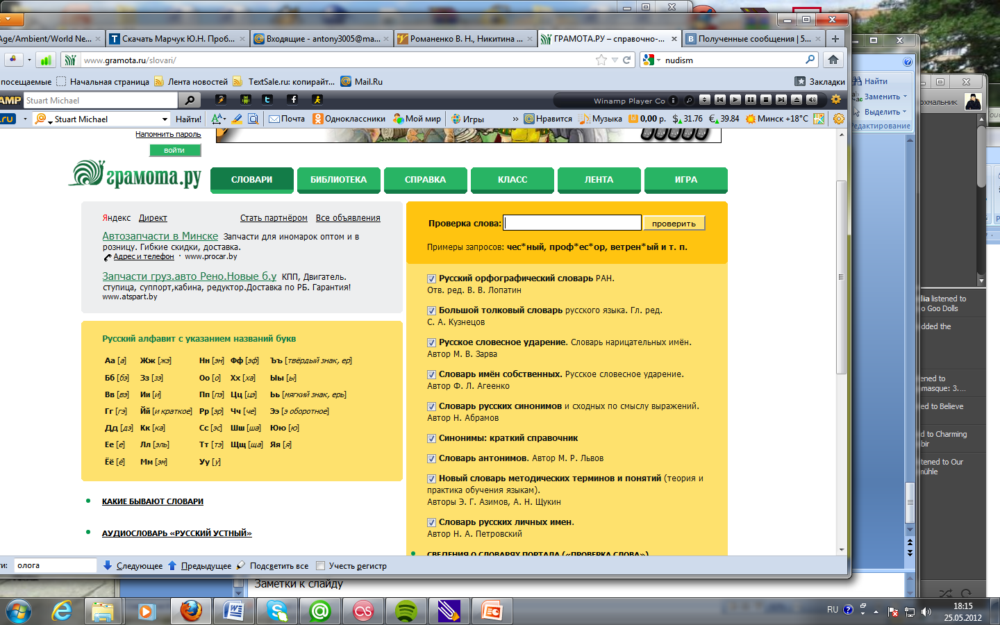 Age/Ambient/World Ne...
Скачать Марчук Ю.Н. Проб...
Входящие - antony3005@ma...
Романенко В. Н., Никитина ...
ГРАМОТА.РУ – справочно-...
Полученные сообщения | 5...
www.gramota.ru/slovari/
nudism
посещаемые
Начальная страница
Лента новостей
TextSale.ru: копирайт...
Mail.Ru
Закладки
AMP
Stuart Michael
Winamp Player Co
.ru
Stuart Michael
Найти!
Почта
Одноклассники
Мой мир
Игры
»
Нравится
Музыка
0,00 р.
$ 31.76
€ 39.84
Минск +18°C
Напомнить пароль
войти
грамота.ру
СЛОВАРИ
БИБЛИОТЕКА
СПРАВКА
КЛАСС
ЛЕНТА
ИГРА
Яндекс Директ
Стать партнёром Все объявления
Автозапчасти в Минске Запчасти для иномарок оптом и в
розницу. Гибкие скидки, доставка.
Адрес и телефон · www.procar.by
Запчасти груз.авто Рено.Новые б.у КПП, Двигатель.
ступица, суппорт,кабина, редуктор.Доставка по РБ. Гарантия!
www.atspart.by
Русский алфавит с указанием названий букв
Аа [а] Жж [жэ] Нн [эн] Фф [эф] Ъъ [твёрдый знак, ер]
Бб [бэ] Зз [зэ] Оо [о] Хх [ха] Ыы [ы]
Вв [вэ] Ии [и] Пп [пэ] Цц [цэ] Ьь [мягкий знак, ерь]
Гг [гэ] Йй [и краткое] Рр [эр] Чч [че] Ээ [э оборотное]
Дд [дэ] Кк [ка] Сс [эс] Шш [ша] Юю [ю]
Ее [е] Лл [эль] Тт [тэ] Щщ [ща] Яя [я]
Ёё [ё] Мм [эм] Уу [у]
КАКИЕ БЫВАЮТ СЛОВАРИ
АУДИОСЛОВАРЬ «РУССКИЙ УСТНЫЙ»
Проверка слова:
проверить
Примеры запросов: чес*ный, проф*ес*ор, ветрен*ый и т. п.
Русский орфографический словарь РАН.
Отв. ред. В. В. Лопатин
Большой толковый словарь русского языка. Гл. ред.
С. А. Кузнецов
Русское словесное ударение. Словарь нарицательных имён.
Автор М. В. Зарва
Словарь имён собственных. Русское словесное ударение.
Автор Ф. Л. Агеенко
Словарь русских синонимов и сходных по смыслу выражений.
Автор Н. Абрамов
Синонимы: краткий справочник
Словарь антонимов. Автор М. Р. Львов
Новый словарь методических терминов и понятий (теория и
практика обучения языкам).
Авторы Э. Г. Азимов, А. Н. Щукин
Словарь русских личных имен.
Автор Н. А. Петровский
СВЕДЕНИЯ О СЛОВАРЯХ ПОРТАЛА («ПРОВЕРКА СЛОВА»)
ти:
олога
Следующее
Предыдущее
Подсветить все
Учесть регистр
Найти
Заменить
Выделить
Редактирование
охмальник
lia listened to
o Goo Dolls
dded the
ened to
masque: 3....
ed to Believe
d to Charming
bir
tened to Our
mühle
Заметки к слайду
RU
18:15
25.05.2012